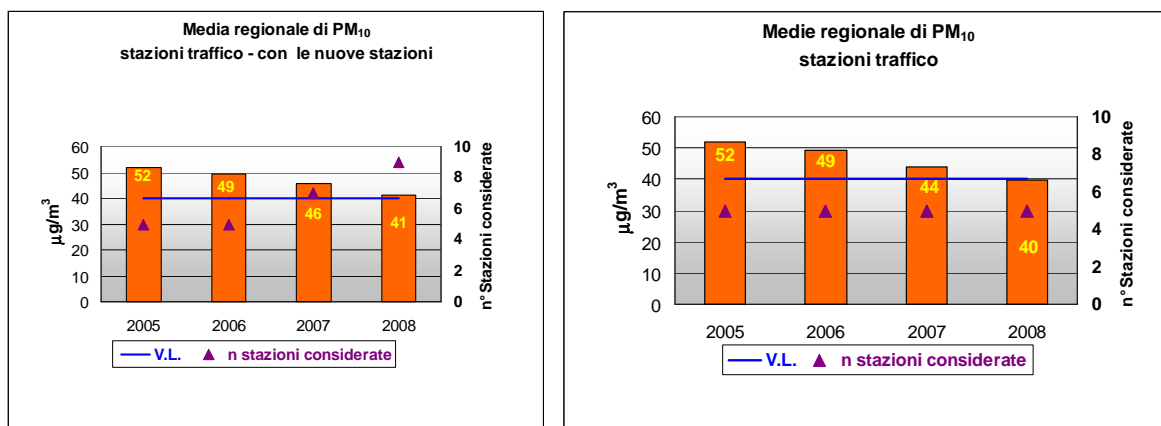 Media regionale di PM₁₀
stazioni traffico - con le nuove stazioni
µg/m³
60
50
40
30
20
10
0
52
49
46
41
10
8
6
4
2
0
n° Stazioni considerate
2005 2006 2007 2008
V.L. n stazioni considerate
Medie regionale di PM₁₀
stazioni traffico
µg/m³
60
50
40
30
20
10
0
52
49
44
40
10
8
6
4
2
0
n° Stazioni considerate
2005 2006 2007 2008
V.L. n stazioni considerate